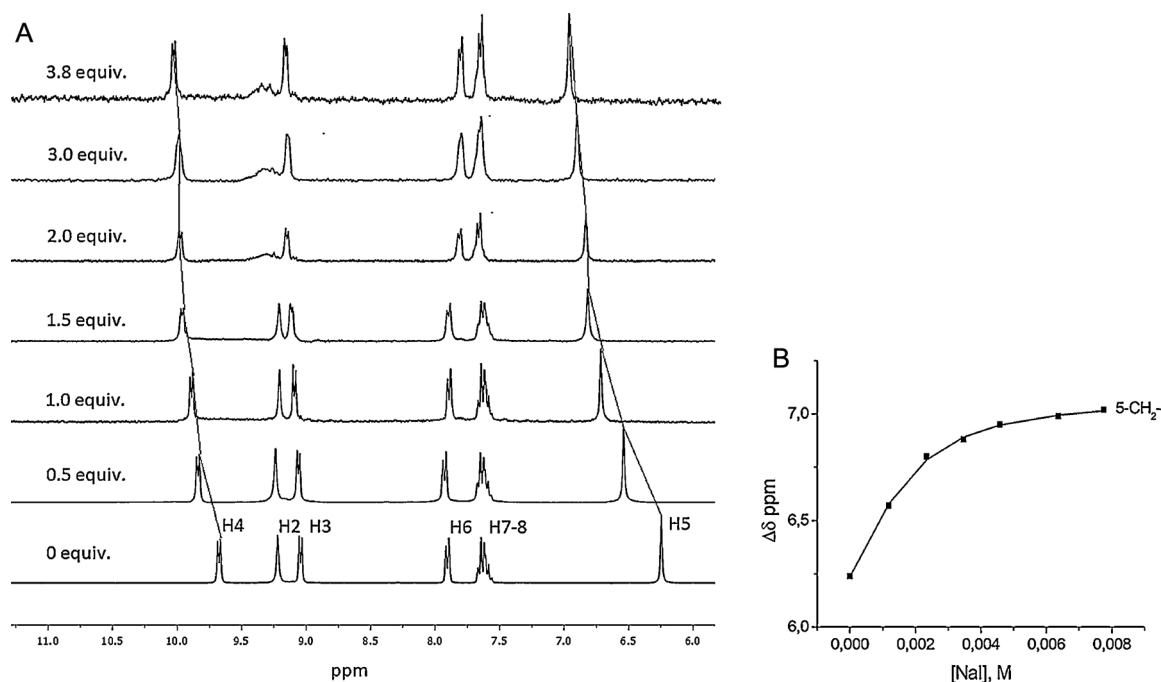 A
3.8 equiv.
3.0 equiv.
2.0 equiv.
1.5 equiv.
1.0 equiv.
0.5 equiv.
H4 H2 H3 H6 H7-8 H5
0 equiv.
11.0 10.5 10.0 9.5 9.0 8.5 8.0 7.5 7.0 6.5 6.0
ppm
B
7,0
6,5
6,0
Δδ ppm
5-CH₂-
0,000 0,002 0,004 0,006 0,008
[NaI], M